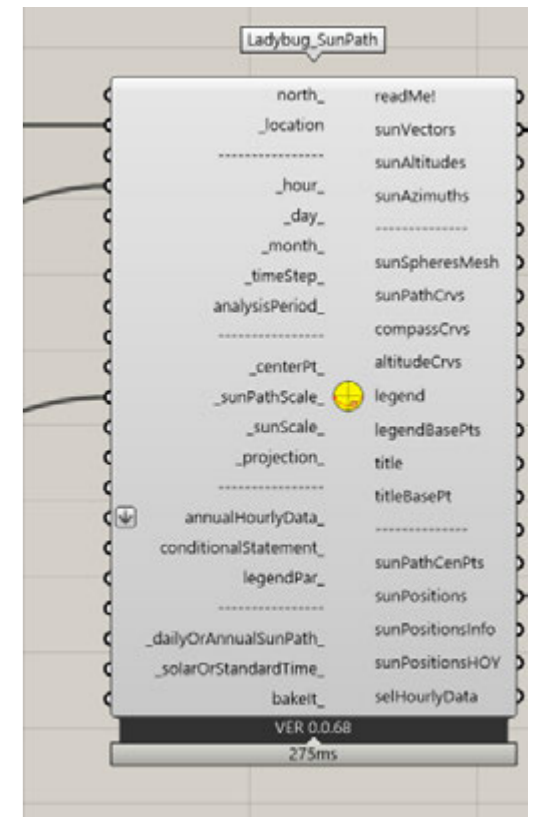 Ladybug_SunPath
north_
_location
----------------
_hour_
_day_
_month_
_timeStep_
analysisPeriod_
----------------
_centerPt_
_sunPathScale_
_sunScale_
_projection_
----------------
annualHourlyData_
conditionalStatement_
legendPar_
----------------
_dailyOrAnnualSunPath_
_solarOrStandardTime_
bakeIt_
readMe!
sunVectors
sunAltitudes
sunAzimuths
--------------
sunSpheresMesh
sunPathCrvs
compassCrvs
altitudeCrvs
legend
legendBasePts
title
titleBasePt
--------------
sunPathCenPts
sunPositions
sunPositionsInfo
sunPositionsHOY
selHourlyData
VER 0.0.68
275ms